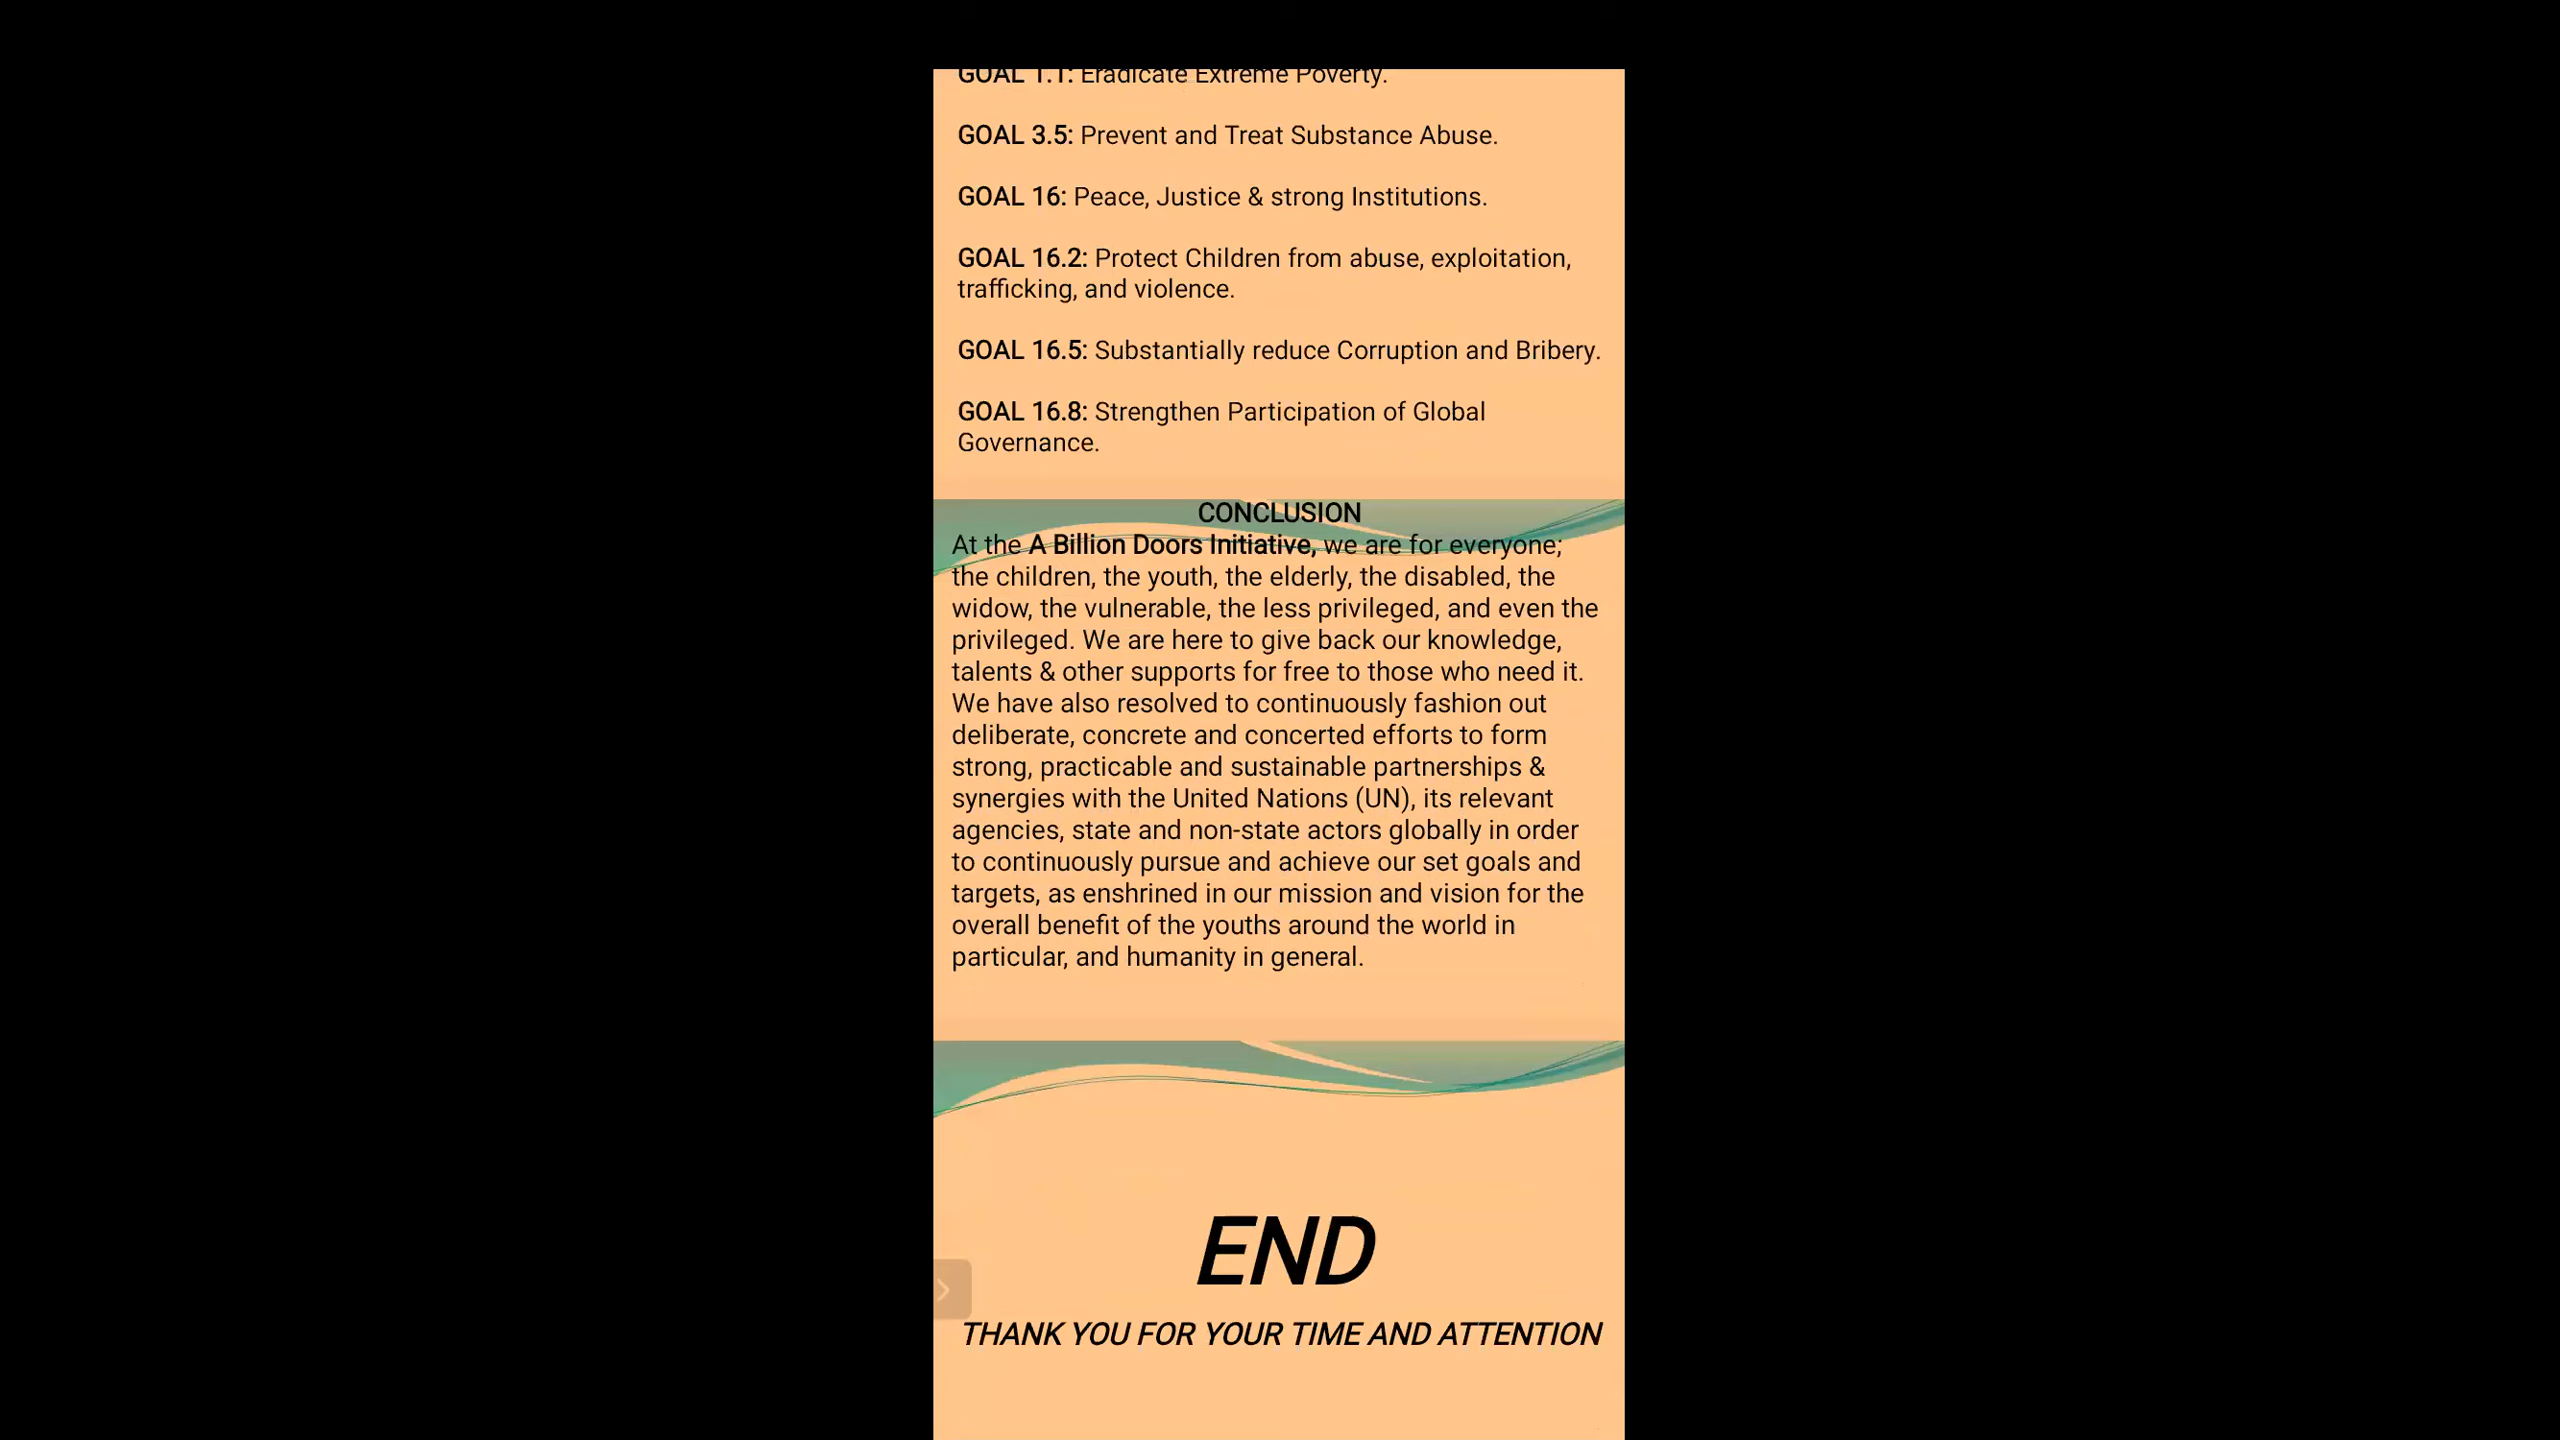 GOAL 1.1: Eradicate Extreme Poverty.
GOAL 3.5: Prevent and Treat Substance Abuse.
GOAL 16: Peace, Justice & strong Institutions.
GOAL 16.2: Protect Children from abuse, exploitation,
trafficking, and violence.
GOAL 16.5: Substantially reduce Corruption and Bribery.
GOAL 16.8: Strengthen Participation of Global
Governance.
CONCLUSION
At the A Billion Doors Initiative, we are for everyone;
the children, the youth, the elderly, the disabled, the
widow, the vulnerable, the less privileged, and even the
privileged. We are here to give back our knowledge,
talents & other supports for free to those who need it.
We have also resolved to continuously fashion out
deliberate, concrete and concerted efforts to form
strong, practicable and sustainable partnerships &
synergies with the United Nations (UN), its relevant
agencies, state and non-state actors globally in order
to continuously pursue and achieve our set goals and
targets, as enshrined in our mission and vision for the
overall benefit of the youths around the world in
particular, and humanity in general.
END
THANK YOU FOR YOUR TIME AND ATTENTION